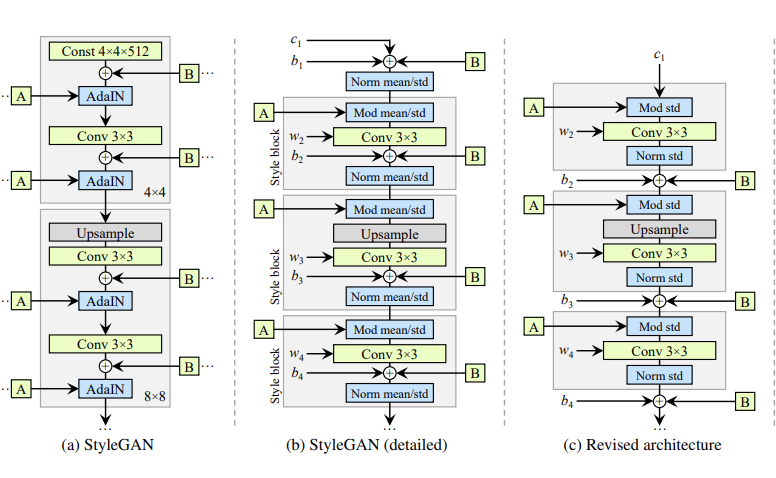 Const 4×4×512
B ···
··· A
AdaIN
Conv 3×3
B ···
··· A
AdaIN
4×4
Upsample
Conv 3×3
B ···
··· A
AdaIN
Conv 3×3
B ···
··· A
AdaIN
8×8
...
(a) StyleGAN
c1
b1
B
Norm mean/std
A
Mod mean/std
Style block
w2
Conv 3×3
b2
B
Norm mean/std
A
Mod mean/std
Upsample
Style block
w3
Conv 3×3
b3
B
Norm mean/std
A
Mod mean/std
Style block
w4
Conv 3×3
b4
B
Norm mean/std
...
(b) StyleGAN (detailed)
c1
A
Mod std
w2
Conv 3×3
Norm std
b2
B
A
Mod std
Upsample
w3
Conv 3×3
Norm std
b3
B
A
Mod std
w4
Conv 3×3
Norm std
b4
B
...
(c) Revised architecture